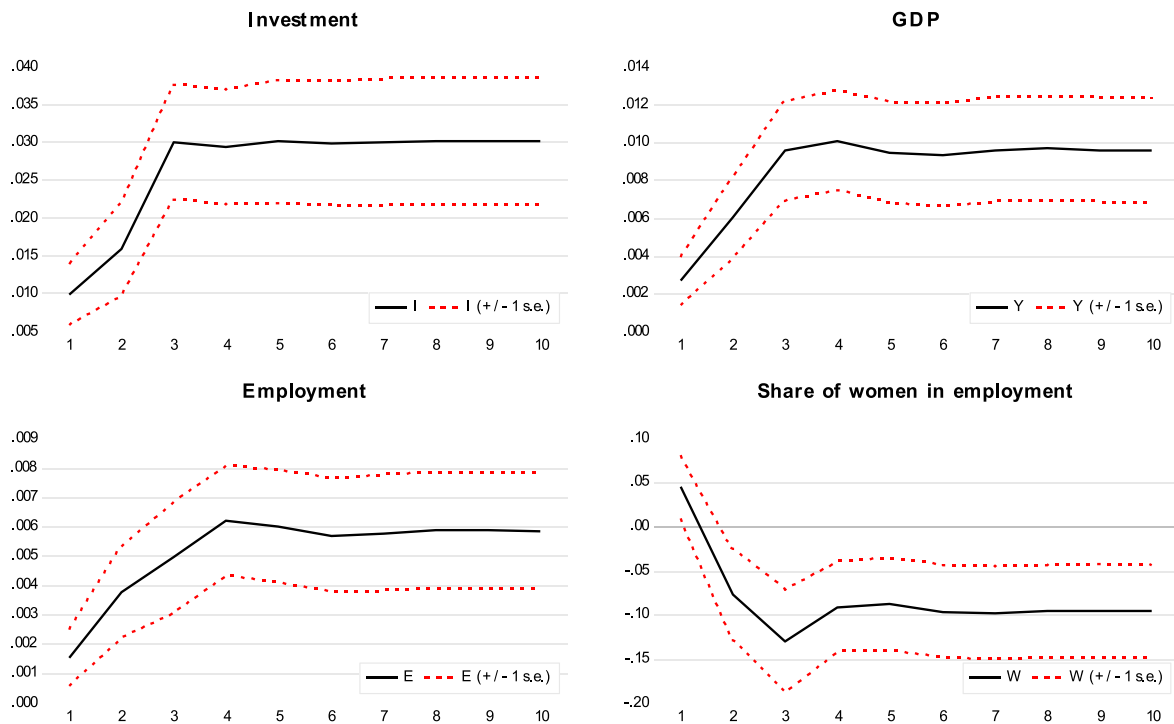 Investment
.040
.035
.030
.025
.020
.015
.010
.005
I I (+/- 1 s.e.)
1 2 3 4 5 6 7 8 9 10
GDP
.014
.012
.010
.008
.006
.004
.002
.000
Y Y (+/- 1 s.e.)
1 2 3 4 5 6 7 8 9 10
Employment
.009
.008
.007
.006
.005
.004
.003
.002
.001
.000
E E (+/- 1 s.e.)
1 2 3 4 5 6 7 8 9 10
Share of women in employment
.10
.05
.00
-.05
-.10
-.15
-.20
W W (+/- 1 s.e.)
1 2 3 4 5 6 7 8 9 10